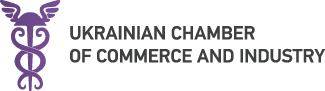 UKRAINIAN CHAMBER
OF COMMERCE AND INDUSTRY